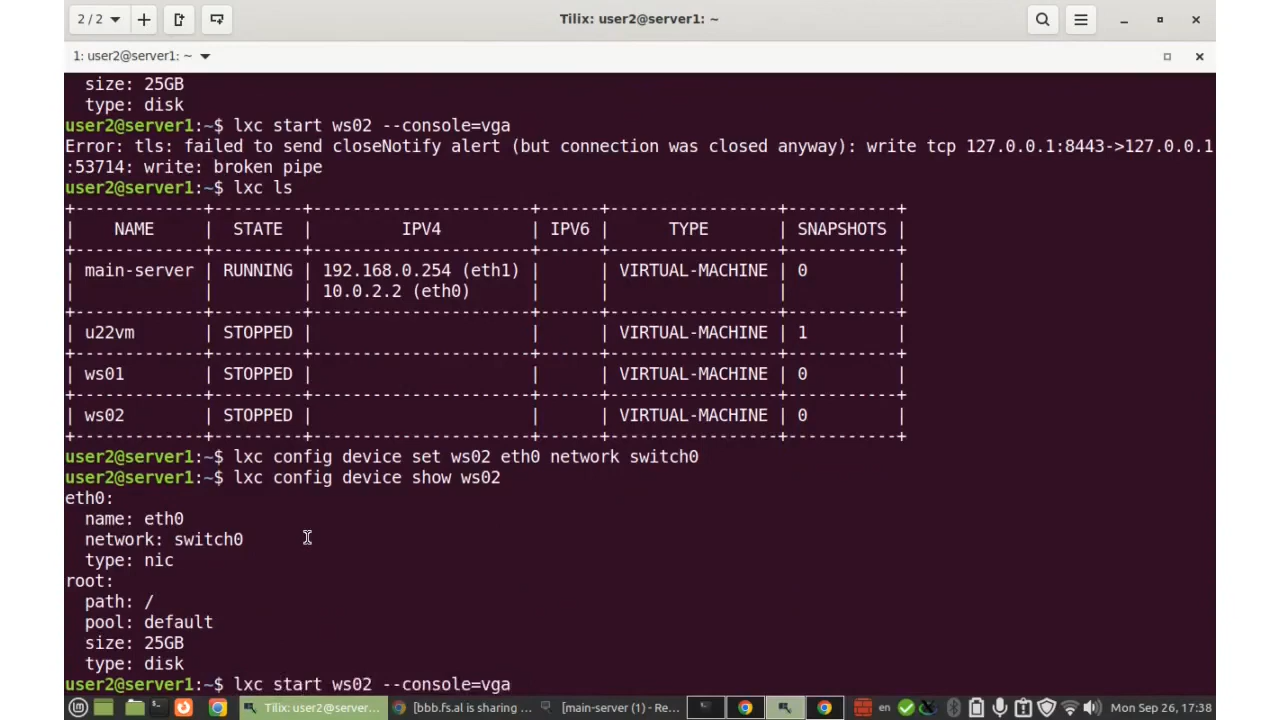 2 / 2
Tilix: user2@server1: ~
1: user2@server1: ~
size: 25GB
type: disk
user2@server1:~$ lxc start ws02 --console=vga
Error: tls: failed to send closeNotify alert (but connection was closed anyway): write tcp 127.0.0.1:8443->127.0.0.1
:53714: write: broken pipe
user2@server1:~$ lxc ls
+-------------+---------+----------------------+------+-----------------+-----------+
| NAME | STATE | IPV4 | IPV6 | TYPE | SNAPSHOTS |
+-------------+---------+----------------------+------+-----------------+-----------+
| main-server | RUNNING | 192.168.0.254 (eth1) | | VIRTUAL-MACHINE | 0 |
| | | 10.0.2.2 (eth0) | | | |
+-------------+---------+----------------------+------+-----------------+-----------+
| u22vm | STOPPED | | | VIRTUAL-MACHINE | 1 |
+-------------+---------+----------------------+------+-----------------+-----------+
| ws01 | STOPPED | | | VIRTUAL-MACHINE | 0 |
+-------------+---------+----------------------+------+-----------------+-----------+
| ws02 | STOPPED | | | VIRTUAL-MACHINE | 0 |
+-------------+---------+----------------------+------+-----------------+-----------+
user2@server1:~$ lxc config device set ws02 eth0 network switch0
user2@server1:~$ lxc config device show ws02
eth0:
name: eth0
network: switch0
type: nic
root:
path: /
pool: default
size: 25GB
type: disk
user2@server1:~$ lxc start ws02 --console=vga
Tilix: user2@server... [bbb.fs.al is sharing ... [main-server (1) - Re... en Mon Sep 26, 17:38